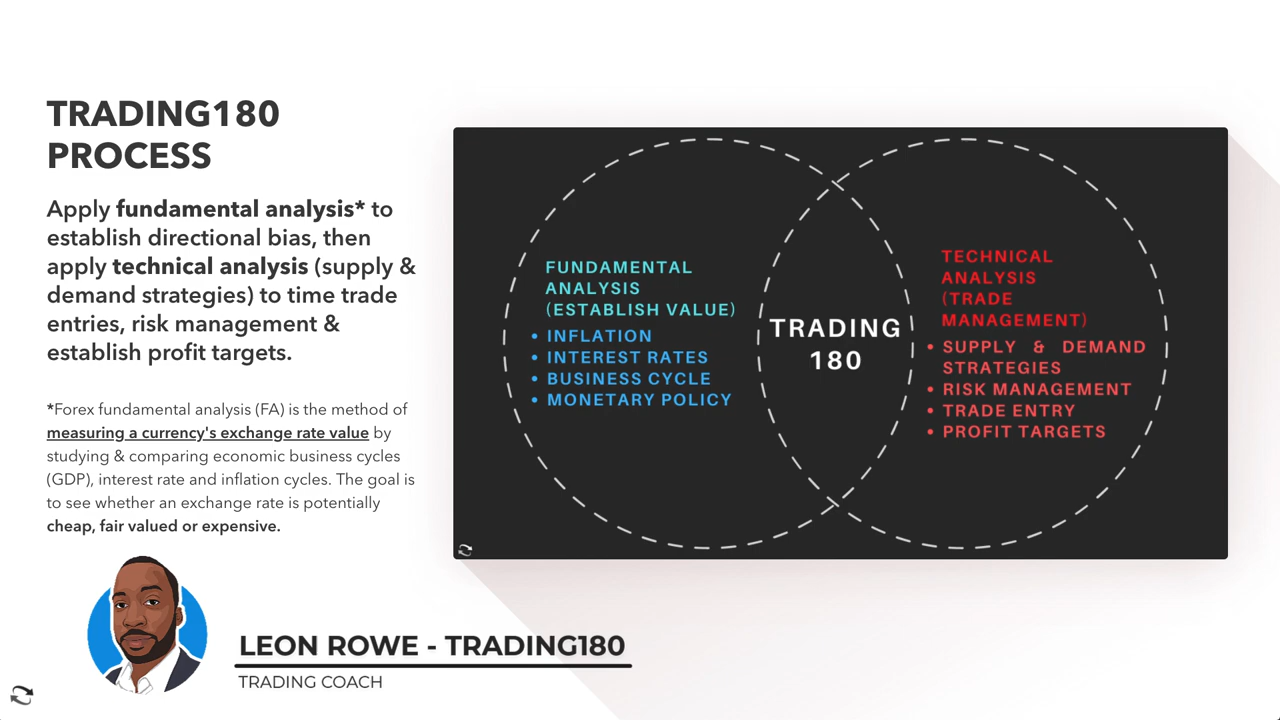 TRADING180
PROCESS
Apply fundamental analysis* to
establish directional bias, then
apply technical analysis (supply &
demand strategies) to time trade
entries, risk management &
establish profit targets.
*Forex fundamental analysis (FA) is the method of
measuring a currency's exchange rate value by
studying & comparing economic business cycles
(GDP), interest rate and inflation cycles. The goal is
to see whether an exchange rate is potentially
cheap, fair valued or expensive.
FUNDAMENTAL
ANALYSIS
(ESTABLISH VALUE)
• INFLATION
• INTEREST RATES
• BUSINESS CYCLE
• MONETARY POLICY
TRADING
180
TECHNICAL
ANALYSIS
(TRADE
MANAGEMENT)
• SUPPLY & DEMAND
STRATEGIES
• RISK MANAGEMENT
• TRADE ENTRY
• PROFIT TARGETS
LEON ROWE - TRADING180
TRADING COACH